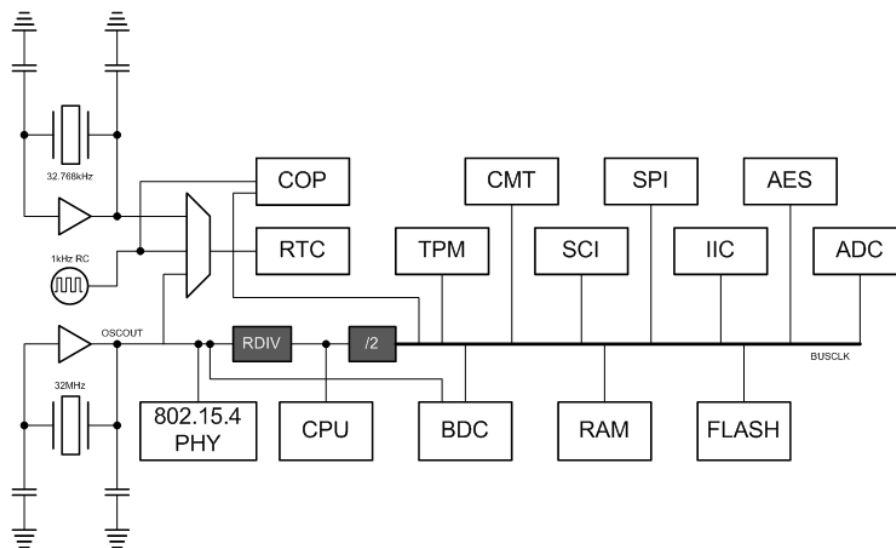 32.768kHz
COP
CMT
SPI
AES
1kHz RC
RTC
TPM
SCI
IIC
ADC
OSCOUT
RDIV
/2
BUSCLK
32MHz
802.15.4
PHY
CPU
BDC
RAM
FLASH